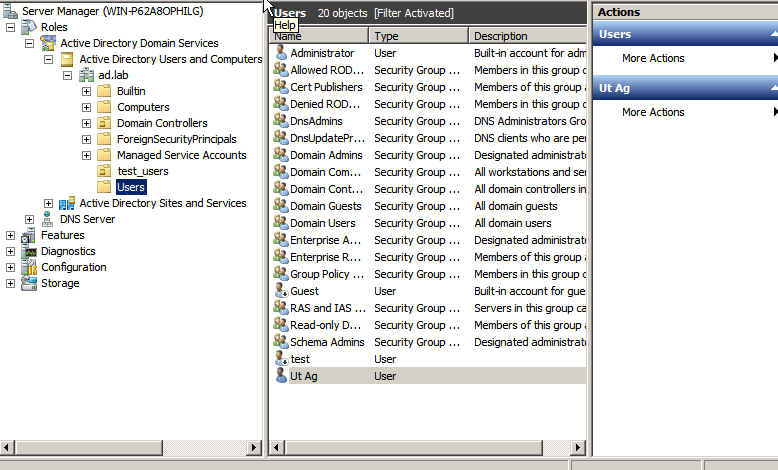 Server Manager (WIN-P62A8OPHILG)
Roles
Active Directory Domain Services
Active Directory Users and Computers
ad.lab
Builtin
Computers
Domain Controllers
ForeignSecurityPrincipals
Managed Service Accounts
test_users
Users
Active Directory Sites and Services
DNS Server
Features
Diagnostics
Configuration
Storage
Users 20 objects [Filter Activated]
Help
Name Type Description
Administrator User Built-in account for adm
Allowed ROD... Security Group ... Members in this group c
Cert Publishers Security Group ... Members of this group a
Denied ROD... Security Group ... Members in this group c
DnsAdmins Security Group ... DNS Administrators Gro
DnsUpdatePr... Security Group ... DNS clients who are per
Domain Admins Security Group ... Designated administrato
Domain Com... Security Group ... All workstations and ser
Domain Cont... Security Group ... All domain controllers in
Domain Guests Security Group ... All domain guests
Domain Users Security Group ... All domain users
Enterprise A... Security Group ... Designated administrato
Enterprise R... Security Group ... Members of this group a
Group Policy ... Security Group ... Members in this group c
Guest User Built-in account for gue
RAS and IAS ... Security Group ... Servers in this group ca
Read-only D... Security Group ... Members of this group a
Schema Admins Security Group ... Designated administrato
test User
Ut Ag User
Actions
Users
More Actions
Ut Ag
More Actions